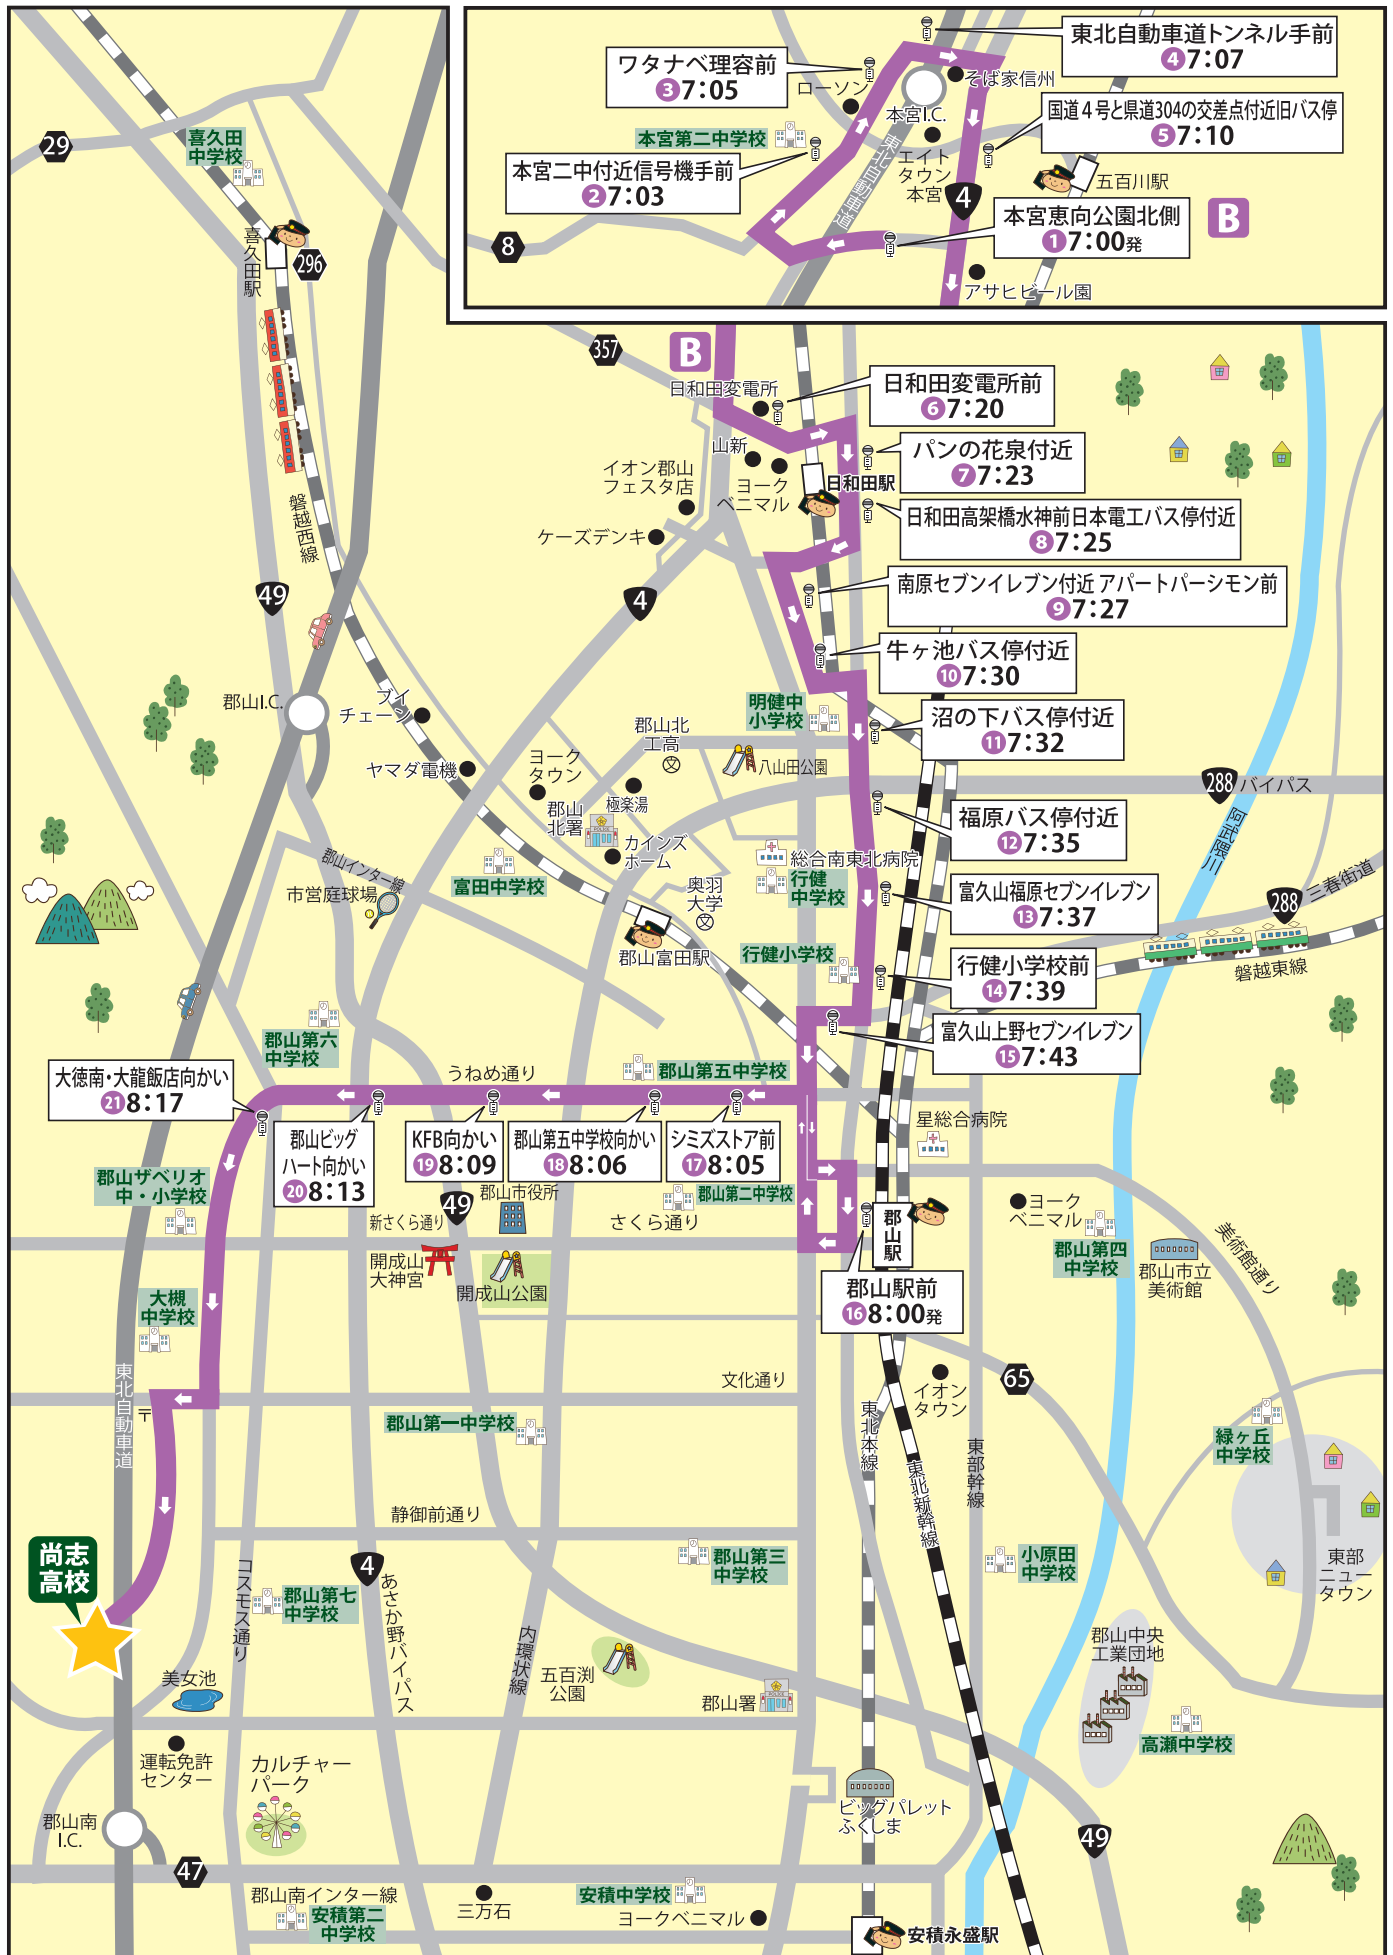 東北自動車道トンネル手前
④7:07
ワタナベ理容前
③7:05
ローソン
そば家信州
本宮I.C.
国道4号と県道304の交差点付近旧バス停
⑤7:10
本宮第二中学校
本宮二中付近信号機手前
②7:03
エイト
タウン
本宮
東北自動車道
4
五百川駅
本宮恵向公園北側
①7:00発
B
8
アサヒビール園
29
喜久田
中学校
喜久田駅
296
357
B
日和田変電所
日和田変電所前
⑥7:20
山新
パンの花泉付近
⑦7:23
イオン郡山
フェスタ店
ヨーク
ベニマル
日和田駅
日和田高架橋水神前日本電工バス停付近
⑧7:25
ケーズデンキ
磐越西線
49
4
南原セブンイレブン付近 アパートパーシモン前
⑨7:27
牛ヶ池バス停付近
⑩7:30
郡山I.C.
ブイ
チェーン
明健中
小学校
沼の下バス停付近
⑪7:32
郡山北
工高
八山田公園
ヤマダ電機
ヨーク
タウン
極楽湯
288
バイパス
郡山
北署
POLICE
カインズ
ホーム
福原バス停付近
⑫7:35
阿武隈川
総合南東北病院
行健
中学校
郡山インター線
市営庭球場
富田中学校
奥羽
大学
富久山福原セブンイレブン
⑬7:37
三春街道
288
郡山富田駅
行健小学校
行健小学校前
⑭7:39
磐越東線
富久山上野セブンイレブン
⑮7:43
郡山第六
中学校
大徳南・大龍飯店向かい
㉑8:17
うねめ通り
郡山第五中学校
星総合病院
郡山ビッグ
ハート向かい
⑳8:13
KFB向かい
⑲8:09
郡山第五中学校向かい
⑱8:06
シミズストア前
⑰8:05
郡山ザベリオ
中・小学校
49
郡山市役所
郡山第二中学校
新さくら通り
さくら通り
郡山駅
ヨーク
ベニマル
郡山第四
中学校
郡山市立
美術館
美術館通り
開成山
大神宮
開成山公園
郡山駅前
⑯8:00発
大槻
中学校
東北自動車道
〒
文化通り
イオン
タウン
65
郡山第一中学校
東北本線
東北新幹線
東部幹線
緑ヶ丘
中学校
静御前通り
尚志
高校
4
郡山第七
中学校
コスモス通り
あさか野バイパス
内環状線
郡山第三
中学校
小原田
中学校
東部
ニュー
タウン
五百渕
公園
美女池
郡山署
POLICE
郡山中央
工業団地
高瀬中学校
運転免許
センター
カルチャー
パーク
ビッグパレット
ふくしま
郡山南
I.C.
47
49
郡山南インター線
安積第二
中学校
三万石
安積中学校
ヨークベニマル
安積永盛駅